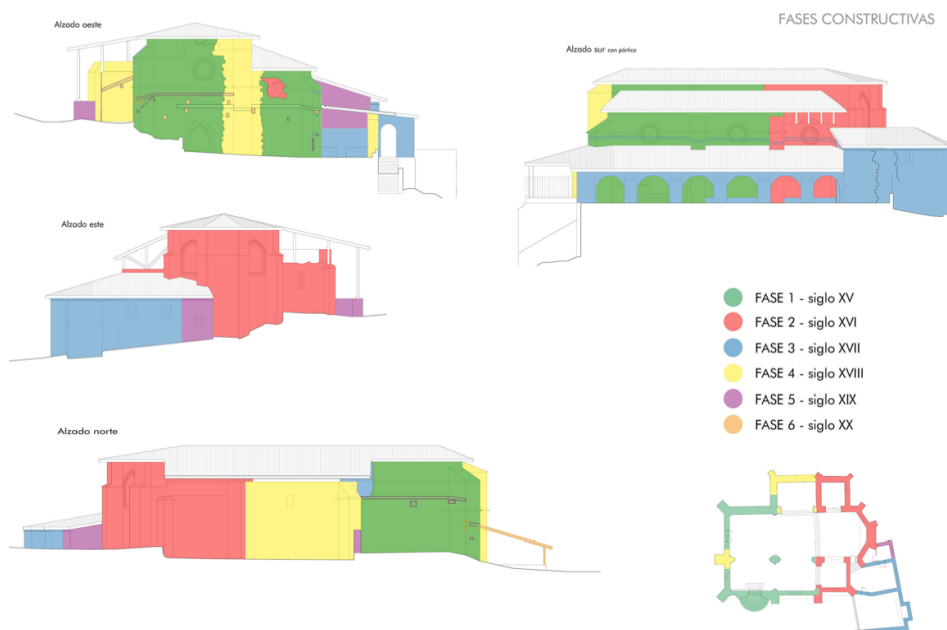 FASES CONSTRUCTIVAS
Alzado oeste
Alzado sur con pórtico
Alzado este
FASE 1 - siglo XV
FASE 2 - siglo XVI
FASE 3 - siglo XVII
FASE 4 - siglo XVIII
FASE 5 - siglo XIX
FASE 6 - siglo XX
Alzado norte